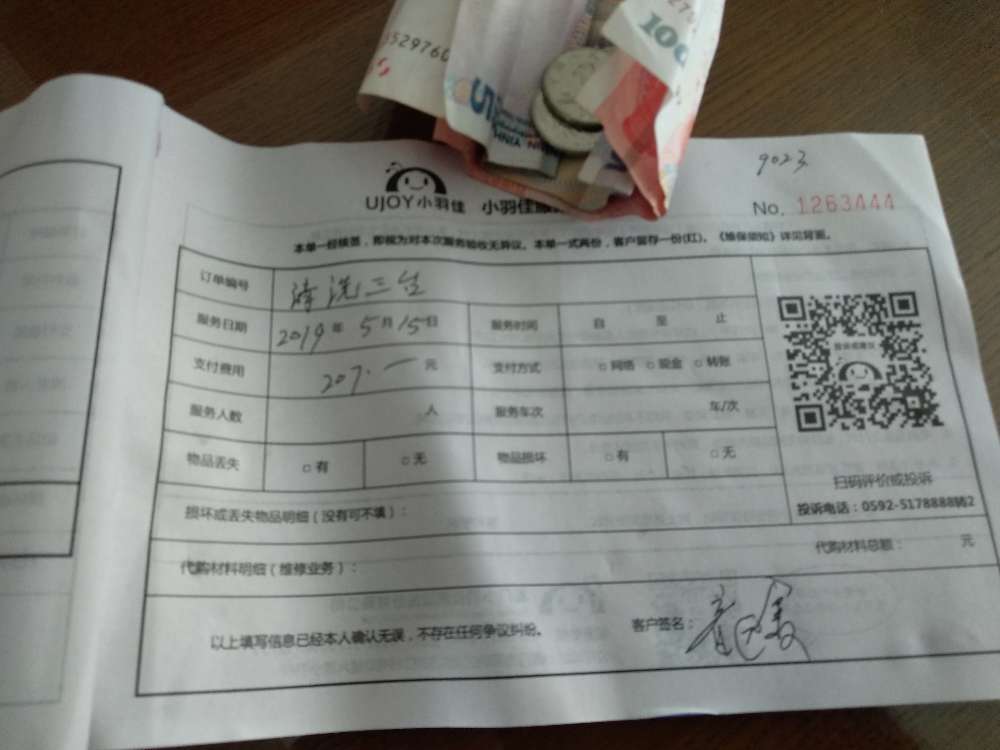 529760
100
5
9023
UJOY小羽佳 小羽佳
No. 1263444
本单一经核签，即视为对本次服务验收无异议。本单一式两份，客户留存一份(红)。《维保须知》详见背面。
订单编号 清洗三台
服务日期 2019年5月15日 服务时间 自 至 止
支付费用 207.一元 支付方式 □网络 □现金 □转账
服务人数 人 服务车次 车/次
物品丢失 □有 □无 物品损坏 □有 □无
扫码评价或投诉
投诉电话：0592-5178888转2
损坏或丢失物品明细（没有可不填）：
代购材料明细（维修业务）： 代购材料总额： 元
以上填写信息已经本人确认无误，不存在任何争议纠纷。 客户签名：